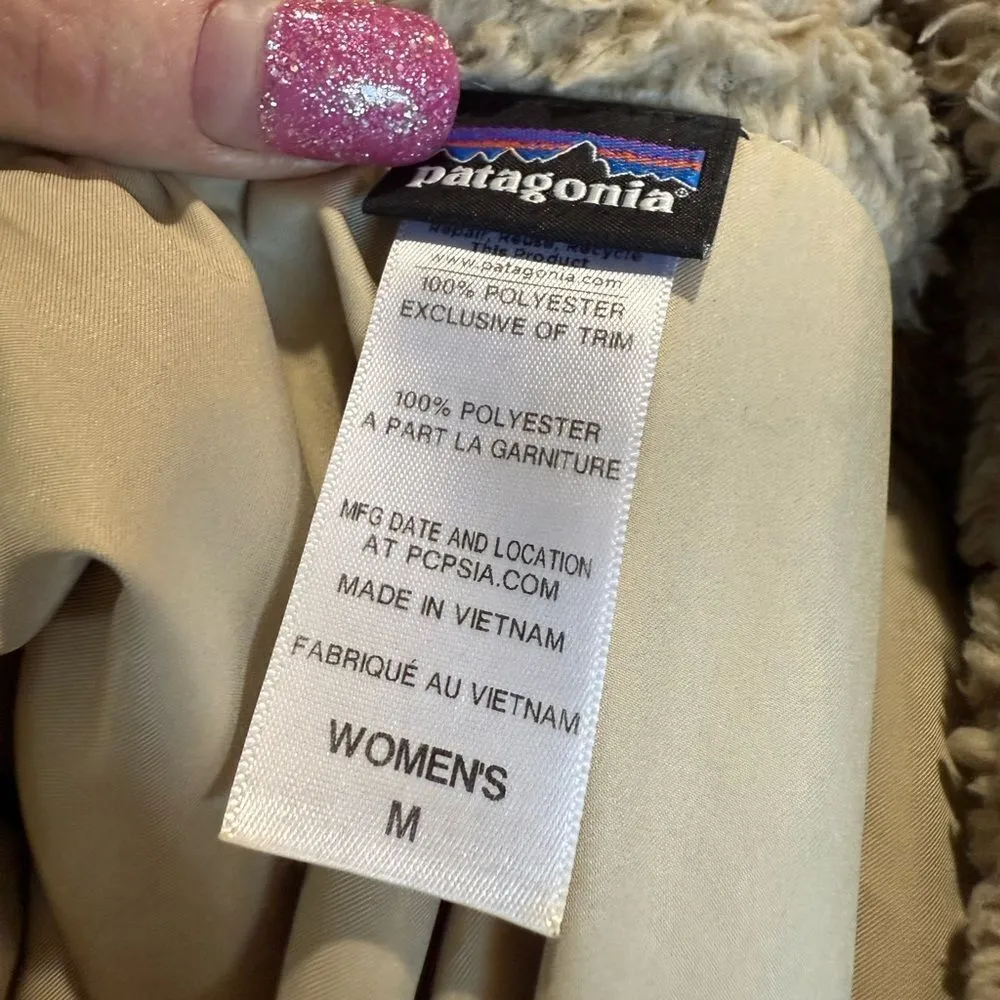 patagonia®
Repair, Reuse, Recycle
This Product
www.patagonia.com
100% POLYESTER
EXCLUSIVE OF TRIM
100% POLYESTER
A PART LA GARNITURE
MFG DATE AND LOCATION
AT PCPSIA.COM
MADE IN VIETNAM
FABRIQUÉ AU VIETNAM
WOMEN'S
M